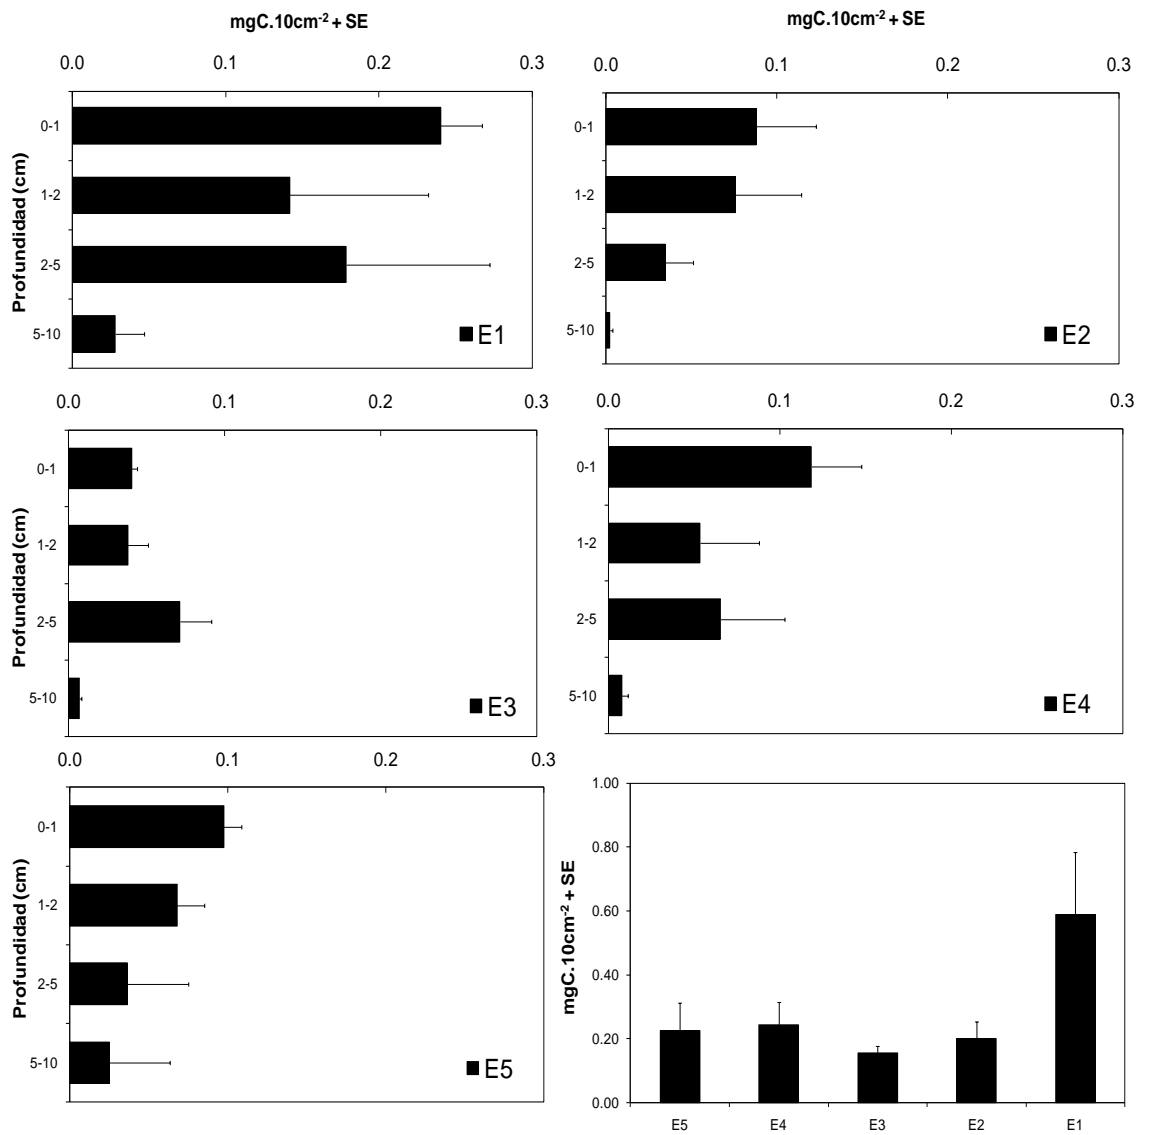 mgC.10cm⁻² + SE
0.0 0.1 0.2 0.3
Profundidad (cm)
0-1
1-2
2-5
5-10
E1
mgC.10cm⁻² + SE
0.0 0.1 0.2 0.3
0-1
1-2
2-5
5-10
E2
0.0 0.1 0.2 0.3
Profundidad (cm)
0-1
1-2
2-5
5-10
E3
0.0 0.1 0.2 0.3
0-1
1-2
2-5
5-10
E4
0.0 0.1 0.2 0.3
Profundidad (cm)
0-1
1-2
2-5
5-10
E5
mgC.10cm⁻² + SE
1.00
0.80
0.60
0.40
0.20
0.00
E5 E4 E3 E2 E1